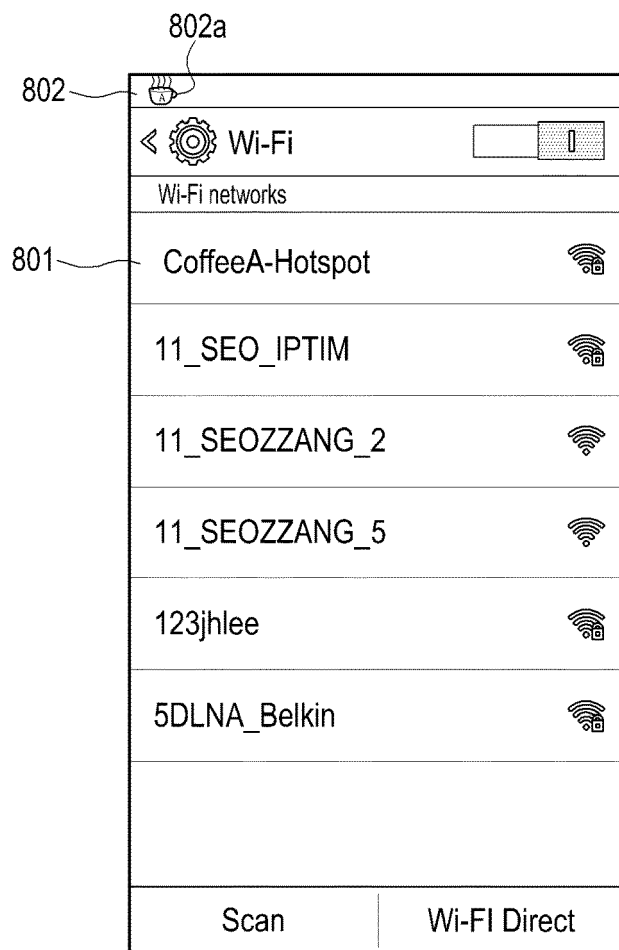 802a
802
A
Wi-Fi
Wi-Fi networks
801
CoffeeA-Hotspot
11_SEO_IPTIM
11_SEOZZANG_2
11_SEOZZANG_5
123jhlee
5DLNA_Belkin
Scan Wi-FI Direct